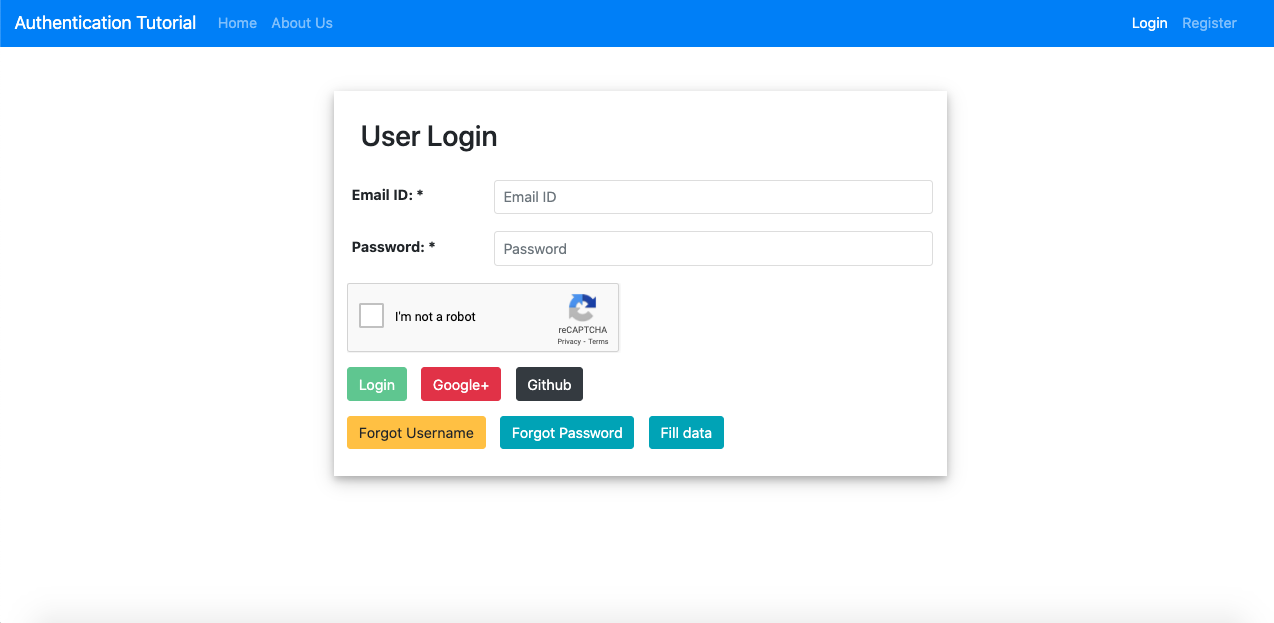 Authentication Tutorial Home About Us Login Register
User Login
Email ID: * Email ID
Password: * Password
I'm not a robot
reCAPTCHA
Privacy - Terms
Login Google+ Github
Forgot Username Forgot Password Fill data